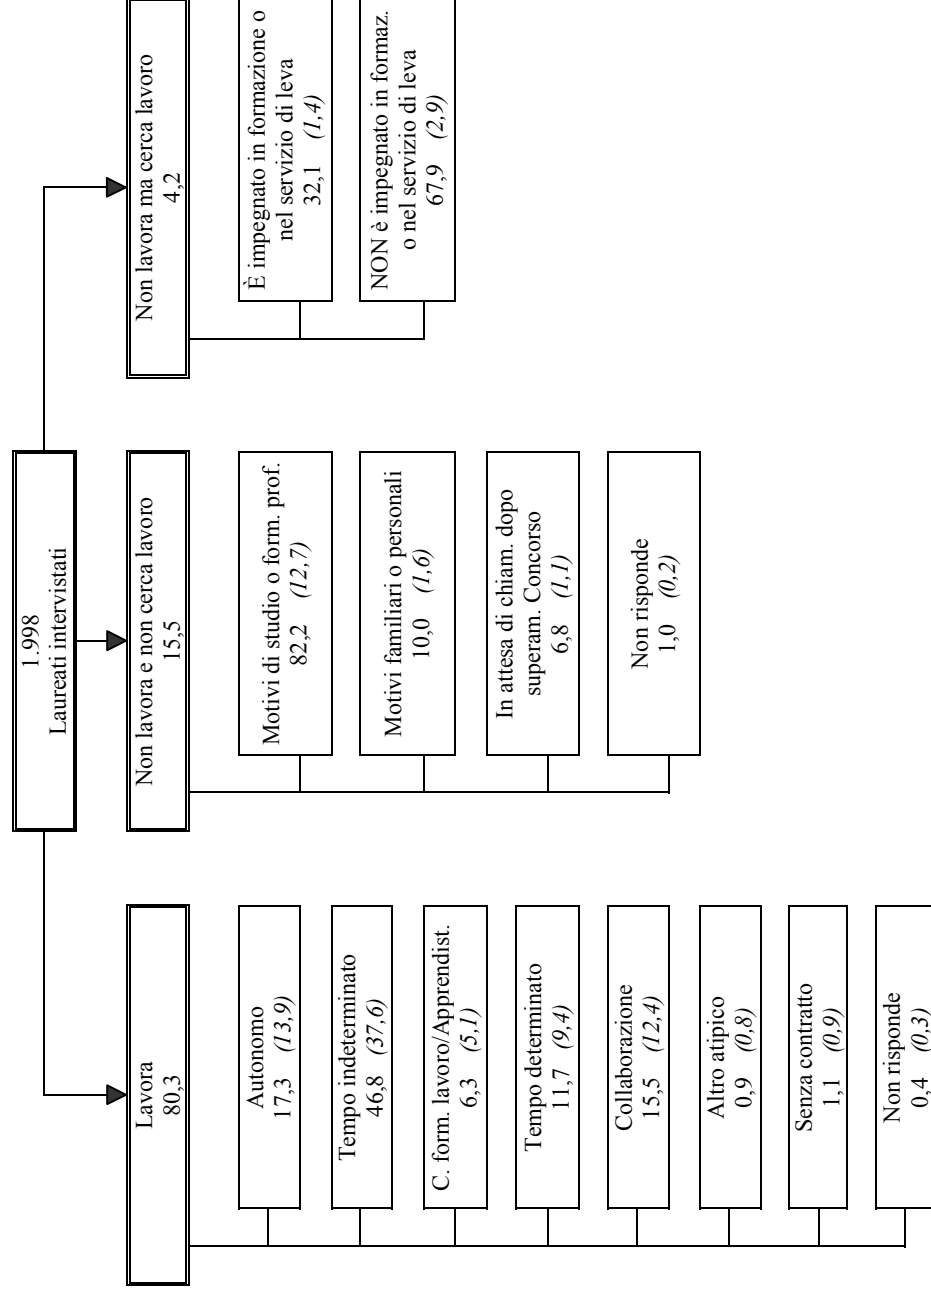 1.998
Laureati intervistati
Lavora
80,3
Autonomo
17,3 (13,9)
Tempo indeterminato
46,8 (37,6)
C. form. lavoro/Apprendist.
6,3 (5,1)
Tempo determinato
11,7 (9,4)
Collaborazione
15,5 (12,4)
Altro atipico
0,9 (0,8)
Senza contratto
1,1 (0,9)
Non risponde
0,4 (0,3)
Non lavora e non cerca lavoro
15,5
Motivi di studio o form. prof.
82,2 (12,7)
Motivi familiari o personali
10,0 (1,6)
In attesa di chiam. dopo
superam. Concorso
6,8 (1,1)
Non risponde
1,0 (0,2)
Non lavora ma cerca lavoro
4,2
È impegnato in formazione o
nel servizio di leva
32,1 (1,4)
NON è impegnato in formaz.
o nel servizio di leva
67,9 (2,9)